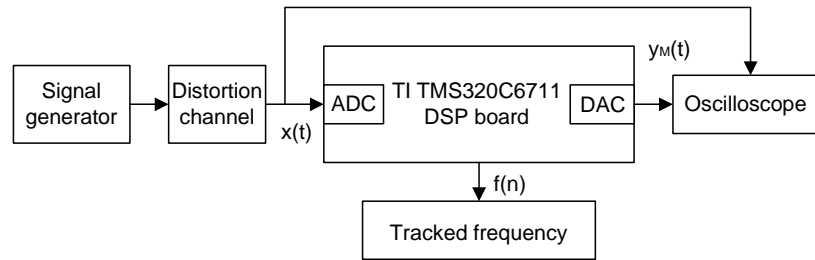 Signal
generator
Distortion
channel
x(t)
ADC
TI TMS320C6711
DSP board
DAC
yM(t)
Oscilloscope
f(n)
Tracked frequency